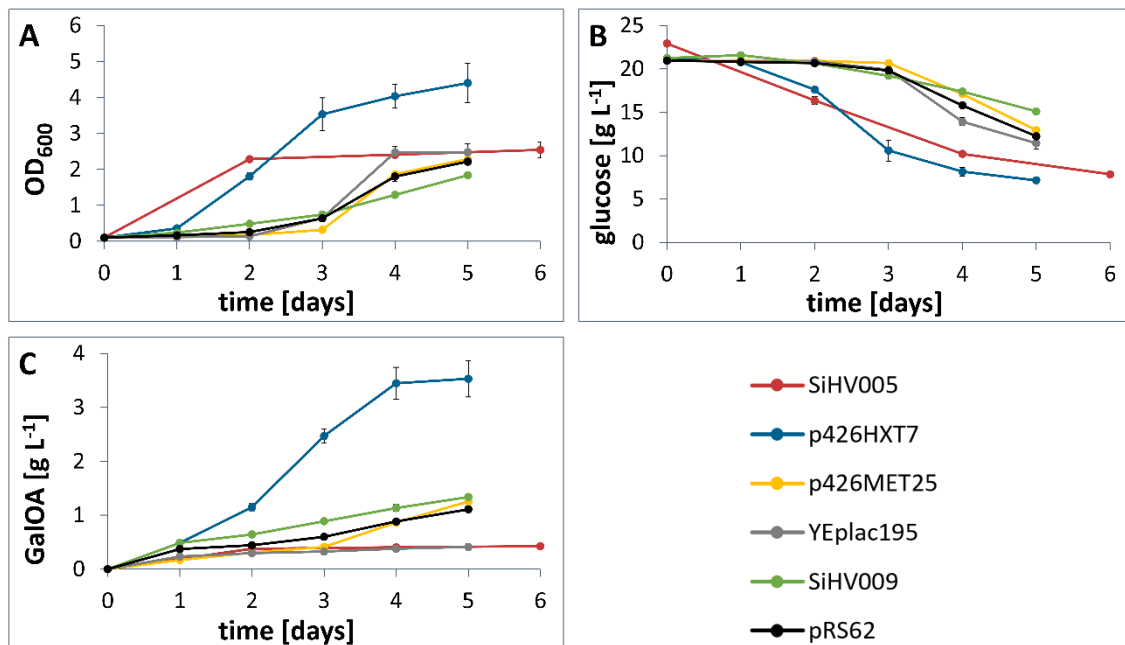 A
OD600
6
5
4
3
2
1
0
0 1 2 3 4 5 6
time [days]
B
glucose [g L-1]
25
20
15
10
5
0
0 1 2 3 4 5 6
time [days]
C
GalOA [g L-1]
4
3
2
1
0
0 1 2 3 4 5 6
time [days]
SiHV005
p426HXT7
p426MET25
YEplac195
SiHV009
pRS62